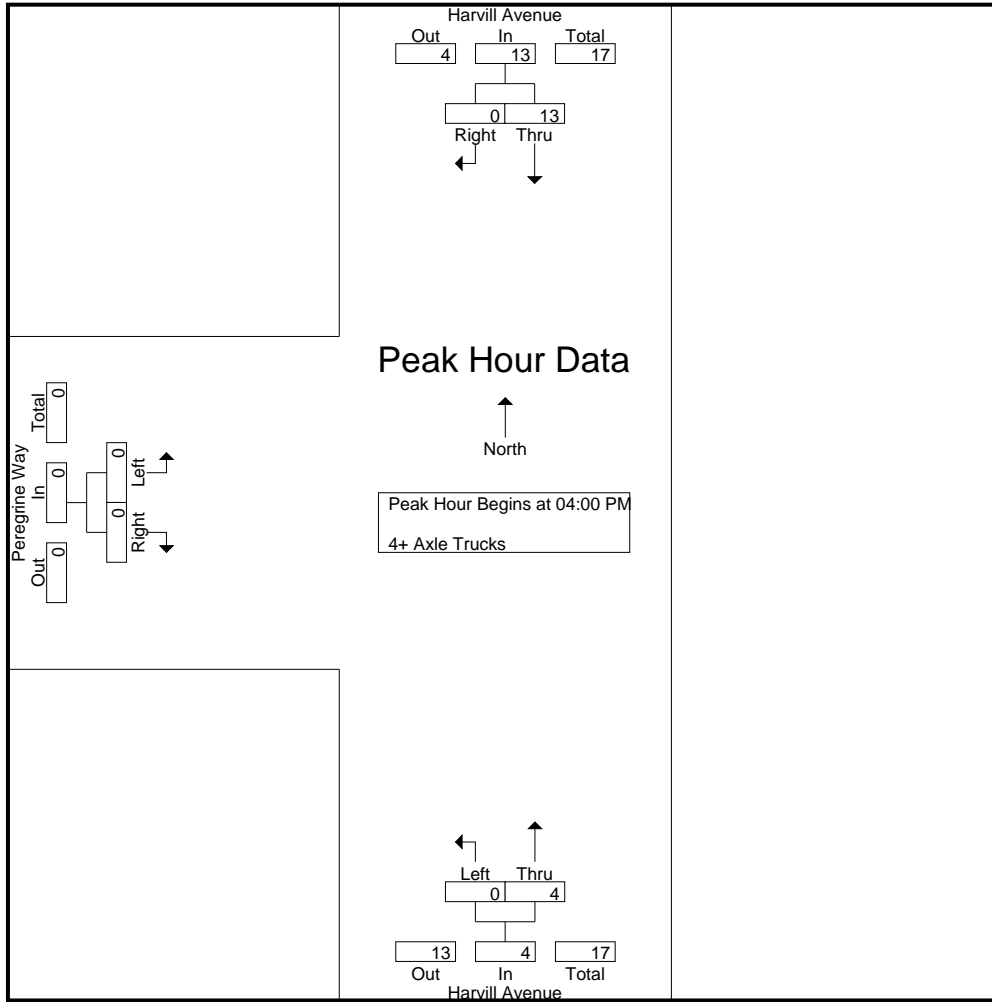 Harvill Avenue
Out In Total
4 13 17
0 13
Right Thru
Peak Hour Data
North
Peak Hour Begins at 04:00 PM
4+ Axle Trucks
Peregrine Way
Out In Total
0 0 0
0 0
Right Left
Left Thru
0 4
13 4 17
Out In Total
Harvill Avenue